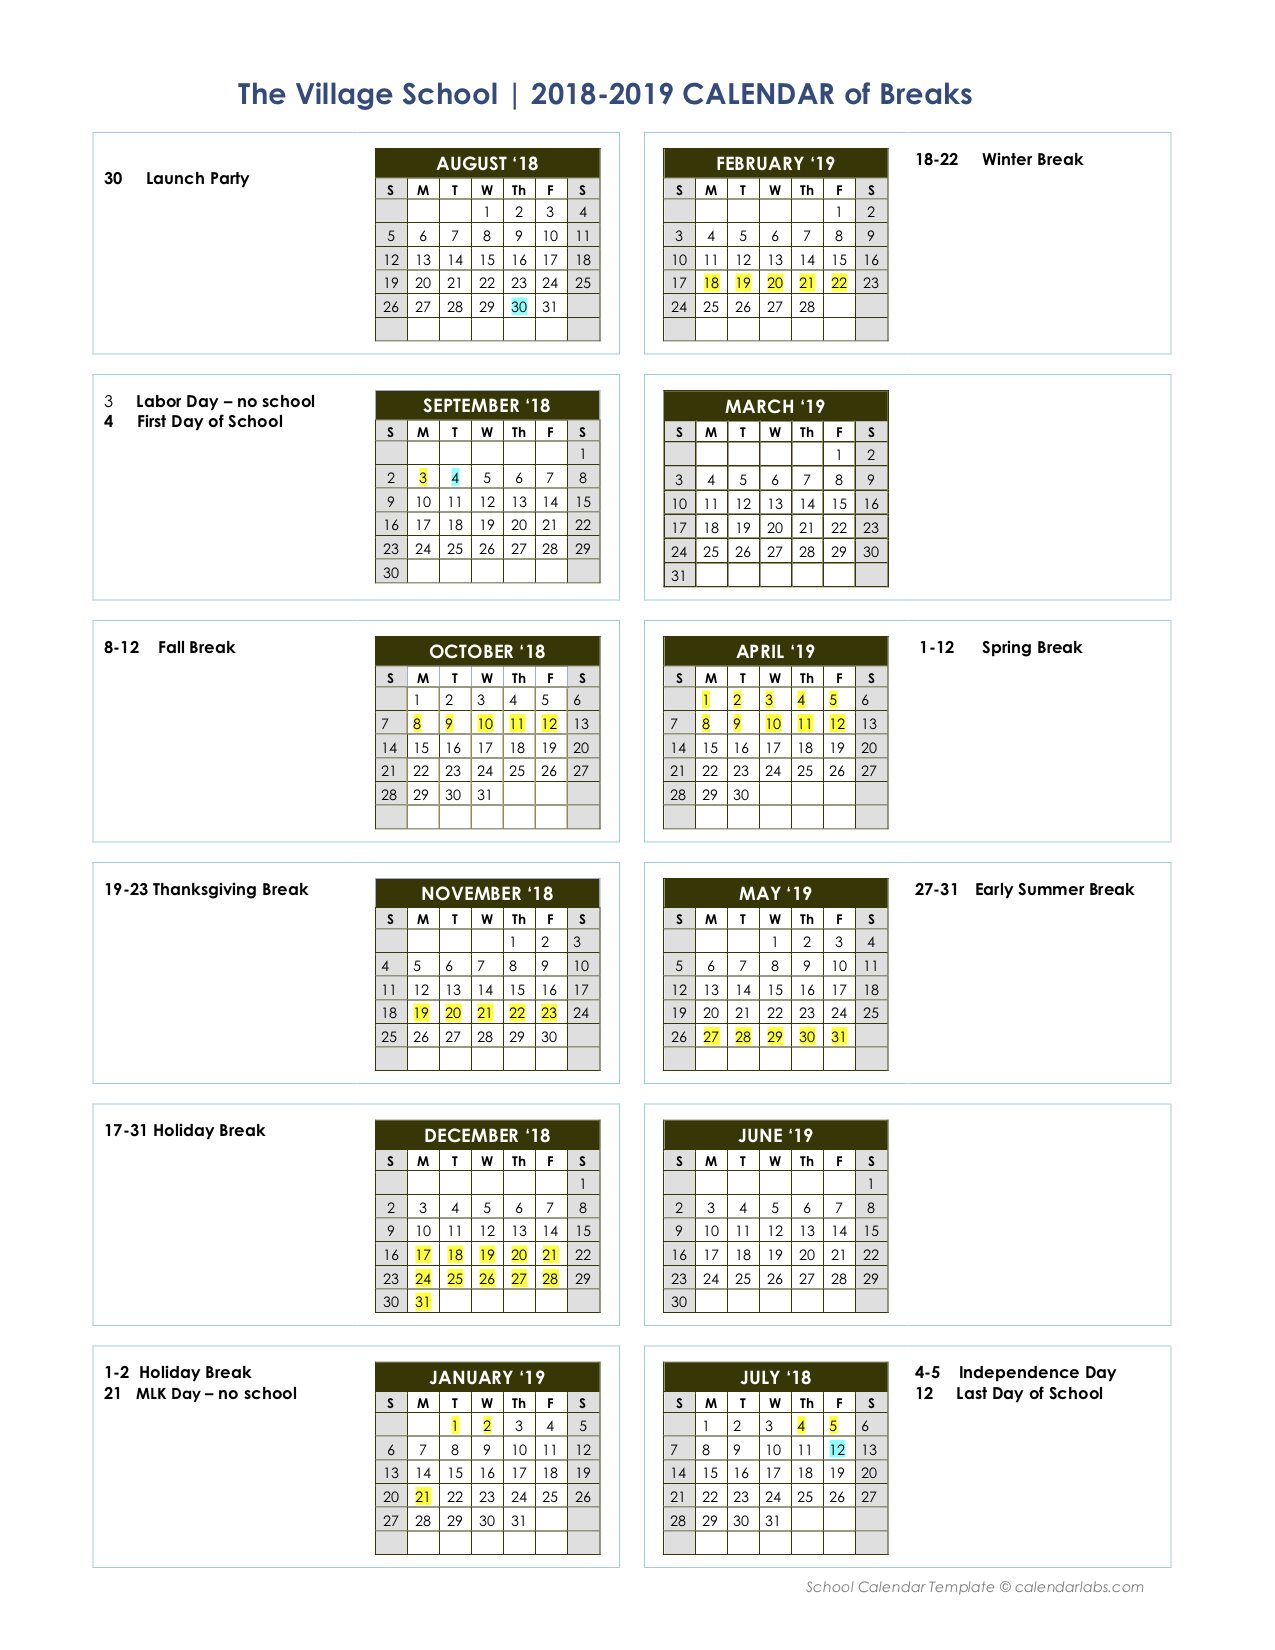 The Village School | 2018-2019 CALENDAR of Breaks
30 Launch Party
AUGUST ‘18
S M T W Th F S
1 2 3 4
5 6 7 8 9 10 11
12 13 14 15 16 17 18
19 20 21 22 23 24 25
26 27 28 29 30 31
FEBRUARY ‘19
S M T W Th F S
1 2
3 4 5 6 7 8 9
10 11 12 13 14 15 16
17 18 19 20 21 22 23
24 25 26 27 28
18-22 Winter Break
3 Labor Day – no school
4 First Day of School
SEPTEMBER ‘18
S M T W Th F S
1
2 3 4 5 6 7 8
9 10 11 12 13 14 15
16 17 18 19 20 21 22
23 24 25 26 27 28 29
30
MARCH ‘19
S M T W Th F S
1 2
3 4 5 6 7 8 9
10 11 12 13 14 15 16
17 18 19 20 21 22 23
24 25 26 27 28 29 30
31
8-12 Fall Break
OCTOBER ‘18
S M T W Th F S
1 2 3 4 5 6
7 8 9 10 11 12 13
14 15 16 17 18 19 20
21 22 23 24 25 26 27
28 29 30 31
APRIL ‘19
S M T W Th F S
1 2 3 4 5 6
7 8 9 10 11 12 13
14 15 16 17 18 19 20
21 22 23 24 25 26 27
28 29 30
1-12 Spring Break
19-23 Thanksgiving Break
NOVEMBER ‘18
S M T W Th F S
1 2 3
4 5 6 7 8 9 10
11 12 13 14 15 16 17
18 19 20 21 22 23 24
25 26 27 28 29 30
MAY ‘19
S M T W Th F S
1 2 3 4
5 6 7 8 9 10 11
12 13 14 15 16 17 18
19 20 21 22 23 24 25
26 27 28 29 30 31
27-31 Early Summer Break
17-31 Holiday Break
DECEMBER ‘18
S M T W Th F S
1
2 3 4 5 6 7 8
9 10 11 12 13 14 15
16 17 18 19 20 21 22
23 24 25 26 27 28 29
30 31
JUNE ‘19
S M T W Th F S
1
2 3 4 5 6 7 8
9 10 11 12 13 14 15
16 17 18 19 20 21 22
23 24 25 26 27 28 29
30
1-2 Holiday Break
21 MLK Day – no school
JANUARY ‘19
S M T W Th F S
1 2 3 4 5
6 7 8 9 10 11 12
13 14 15 16 17 18 19
20 21 22 23 24 25 26
27 28 29 30 31
JULY ‘18
S M T W Th F S
1 2 3 4 5 6
7 8 9 10 11 12 13
14 15 16 17 18 19 20
21 22 23 24 25 26 27
28 29 30 31
4-5 Independence Day
12 Last Day of School
School Calendar Template © calendarlabs.com